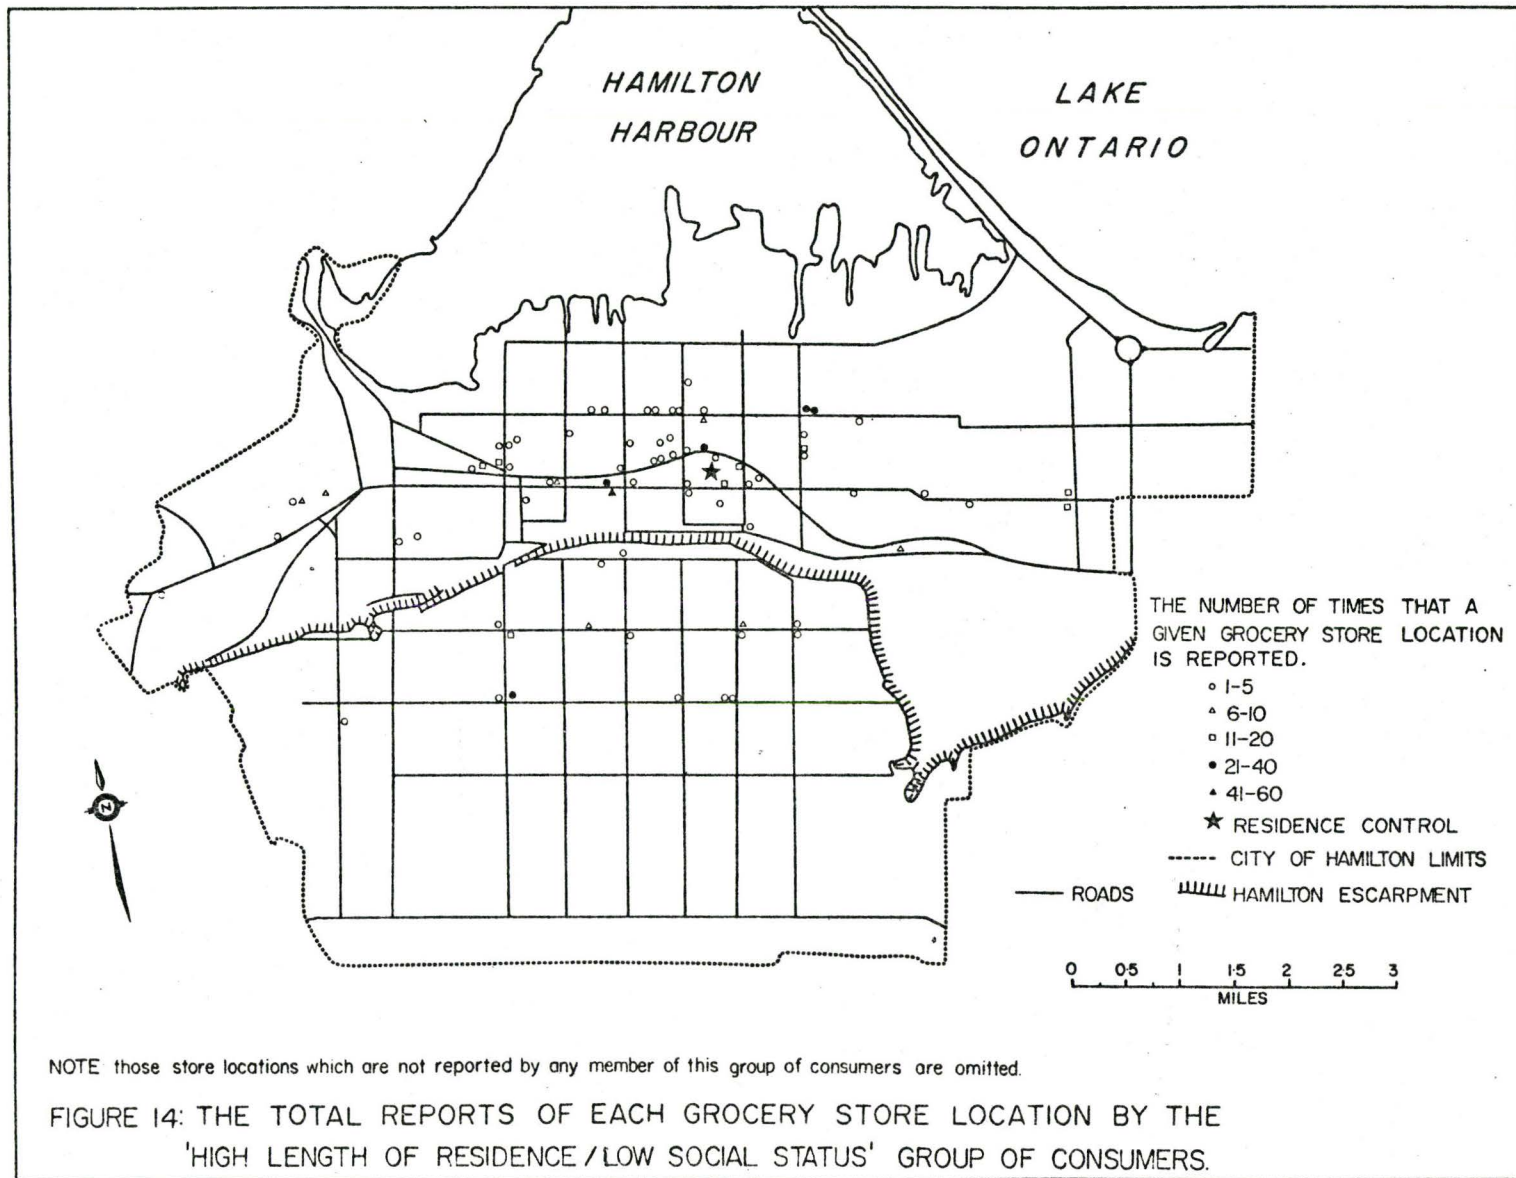 HAMILTON
HARBOUR
LAKE
ONTARIO
THE NUMBER OF TIMES THAT A
GIVEN GROCERY STORE LOCATION
IS REPORTED.
1-5
6-10
11-20
21-40
41-60
RESIDENCE CONTROL
CITY OF HAMILTON LIMITS
ROADS
HAMILTON ESCARPMENT
N
0 0·5 1 1·5 2 2·5 3
MILES
NOTE those store locations which are not reported by any member of this group of consumers are omitted.
FIGURE 14: THE TOTAL REPORTS OF EACH GROCERY STORE LOCATION BY THE
'HIGH LENGTH OF RESIDENCE / LOW SOCIAL STATUS' GROUP OF CONSUMERS.